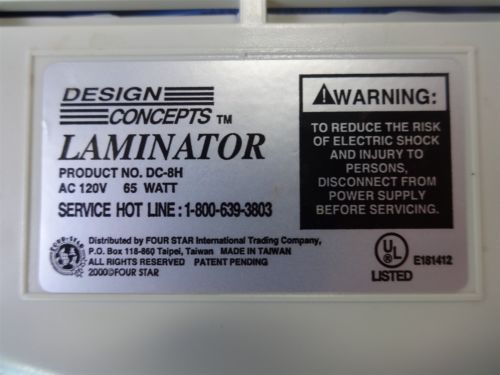 DESIGN
CONCEPTS TM
LAMINATOR
PRODUCT NO. DC-8H
AC 120V 65 WATT
SERVICE HOT LINE : 1-800-639-3803
Distributed by FOUR STAR International Trading Company,
P.O. Box 118-860 Taipei, Taiwan MADE IN TAIWAN
ALL RIGHTS RESERVED PATENT PENDING
2000©FOUR STAR
WARNING:
TO REDUCE THE RISK
OF ELECTRIC SHOCK
AND INJURY TO
PERSONS,
DISCONNECT FROM
POWER SUPPLY
BEFORE SERVICING.
UL
LISTED
E181412